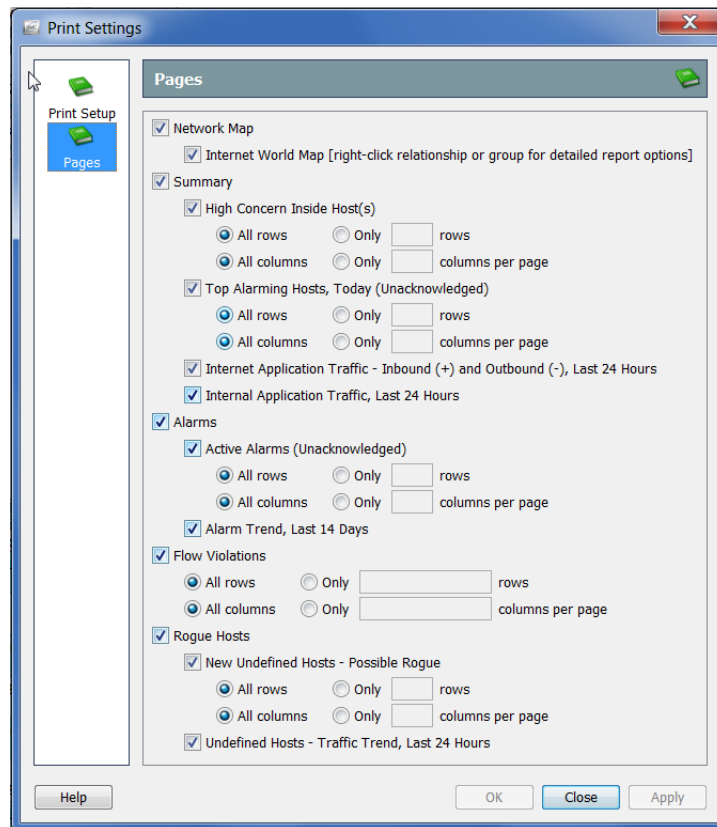 Print Settings
Print Setup
Pages
Pages
Network Map
Internet World Map [right-click relationship or group for detailed report options]
Summary
High Concern Inside Host(s)
All rows Only rows
All columns Only columns per page
Top Alarming Hosts, Today (Unacknowledged)
All rows Only rows
All columns Only columns per page
Internet Application Traffic - Inbound (+) and Outbound (-), Last 24 Hours
Internal Application Traffic, Last 24 Hours
Alarms
Active Alarms (Unacknowledged)
All rows Only rows
All columns Only columns per page
Alarm Trend, Last 14 Days
Flow Violations
All rows Only rows
All columns Only columns per page
Rogue Hosts
New Undefined Hosts - Possible Rogue
All rows Only rows
All columns Only columns per page
Undefined Hosts - Traffic Trend, Last 24 Hours
Help OK Close Apply